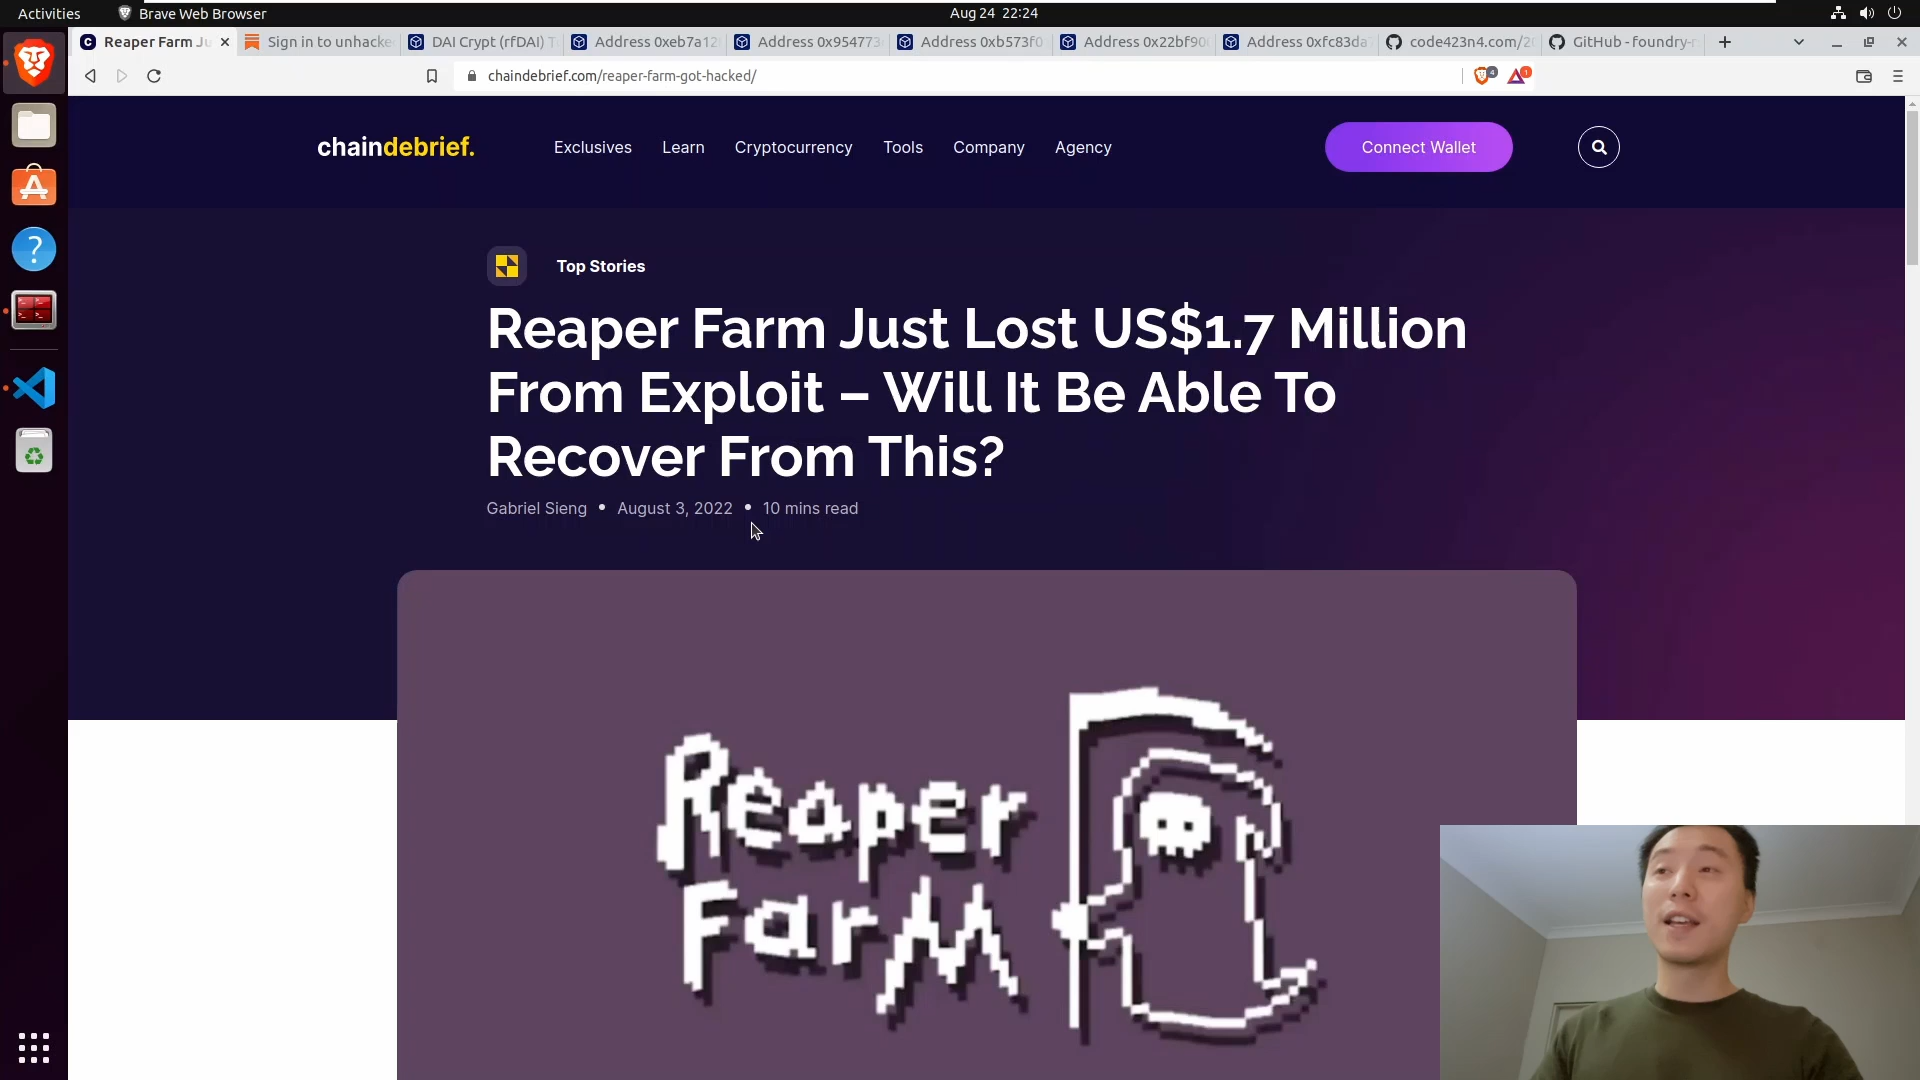 Activities
Brave Web Browser
Aug 24 22:24
Reaper Farm Ju
Sign in to unhacke
DAI Crypt (rfDAI) T
Address 0xeb7a12
Address 0x954773
Address 0xb573f0
Address 0x22bf90
Address 0xfc83da
code423n4.com/20
GitHub - foundry-r
chaindebrief.com/reaper-farm-got-hacked/
4
1
chaindebrief.
Exclusives
Learn
Cryptocurrency
Tools
Company
Agency
Connect Wallet
Top Stories
Reaper Farm Just Lost US$1.7 Million
From Exploit – Will It Be Able To
Recover From This?
Gabriel Sieng • August 3, 2022 • 10 mins read
Reaper
Farm